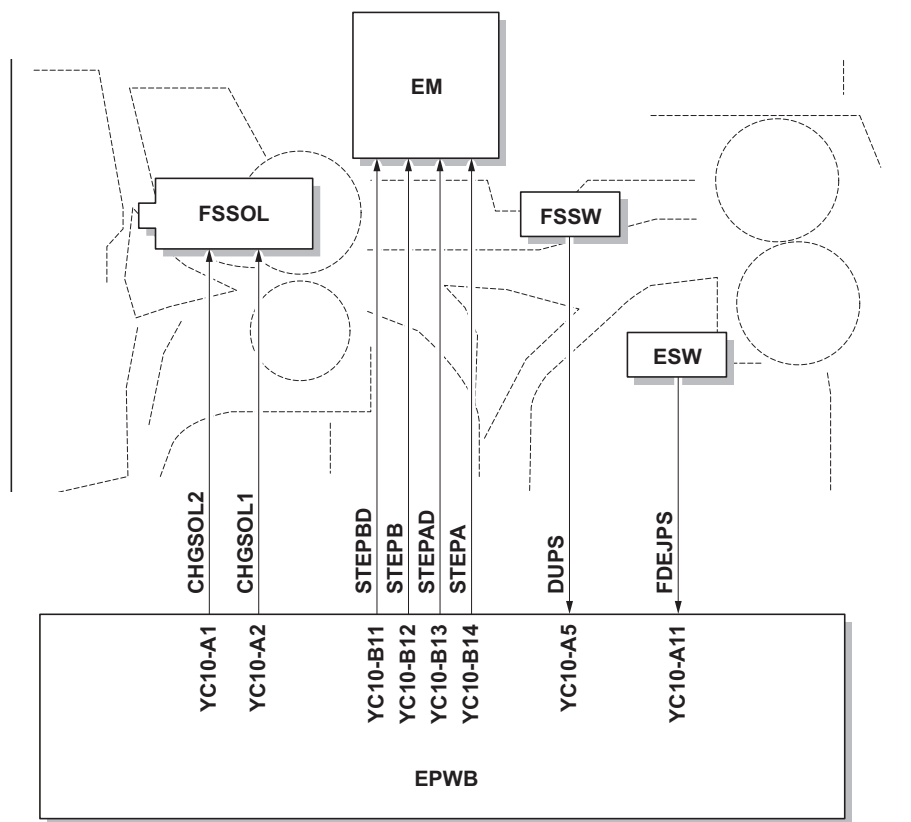 EM
FSSOL
FSSW
ESW
CHGSOL2
CHGSOL1
STEPBD
STEPB
STEPAD
STEPA
DUPS
FDEJPS
YC10-A1
YC10-A2
YC10-B11
YC10-B12
YC10-B13
YC10-B14
YC10-A5
YC10-A11
EPWB